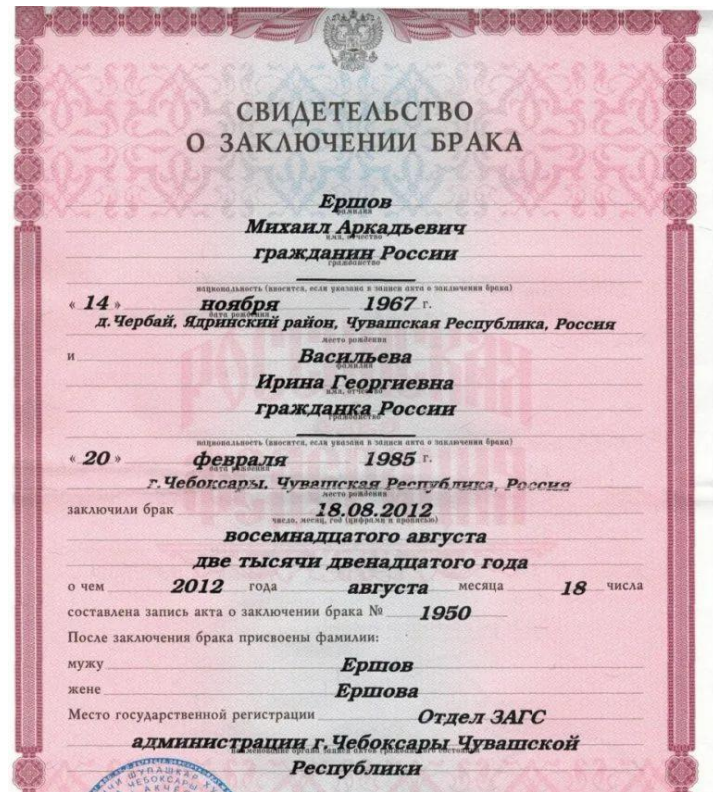 СВИДЕТЕЛЬСТВО
О ЗАКЛЮЧЕНИИ БРАКА
Ершов
фамилия
Михаил Аркадьевич
имя, отчество
гражданин России
гражданство
национальность (вносится, если указана в записи акта о заключении брака)
« 14 » ноября 1967 г.
дата рождения
д.Чербай, Ядринский район, Чувашская Республика, Россия
место рождения
и Васильева
фамилия
Ирина Георгиевна
имя, отчество
гражданка России
гражданство
национальность (вносится, если указана в записи акта о заключении брака)
« 20 » февраля 1985 г.
дата рождения
г.Чебоксары, Чувашская Республика, Россия
место рождения
заключили брак 18.08.2012
число, месяц, год (цифрами и прописью)
восемнадцатого августа
две тысячи двенадцатого года
о чем 2012 года августа месяца 18 числа
составлена запись акта о заключении брака № 1950
После заключения брака присвоены фамилии:
мужу Ершов
жене Ершова
Место государственной регистрации Отдел ЗАГС
администрации г.Чебоксары Чувашской
наименование органа записи актов гражданского состояния
Республики
ШУПАШКАР
ЧЕБОКСАРЫ